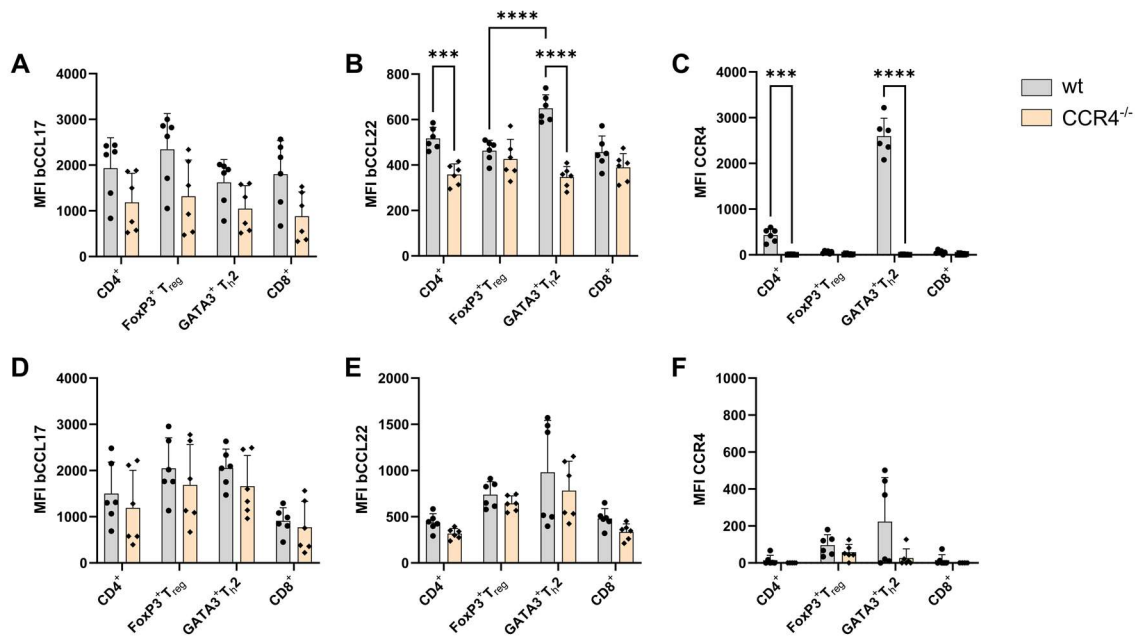 A
MFI bCCL17
4000
3000
2000
1000
0
CD4+
FoxP3+ Treg
GATA3+ Th2
CD8+
B
MFI bCCL22
800
600
400
200
0
***
****
****
CD4+
FoxP3+ Treg
GATA3+Th2
CD8+
C
MFI CCR4
4000
3000
2000
1000
0
***
****
CD4+
FoxP3+ Treg
GATA3+ Th2
CD8+
wt
CCR4-/-
D
MFI bCCL17
4000
3000
2000
1000
0
CD4+
FoxP3+Treg
GATA3+Th2
CD8+
E
MFI bCCL22
2000
1500
1000
500
0
CD4+
FoxP3+Treg
GATA3+Th2
CD8+
F
MFI CCR4
1000
800
600
400
200
0
CD4+
FoxP3+Treg
GATA3+Th2
CD8+